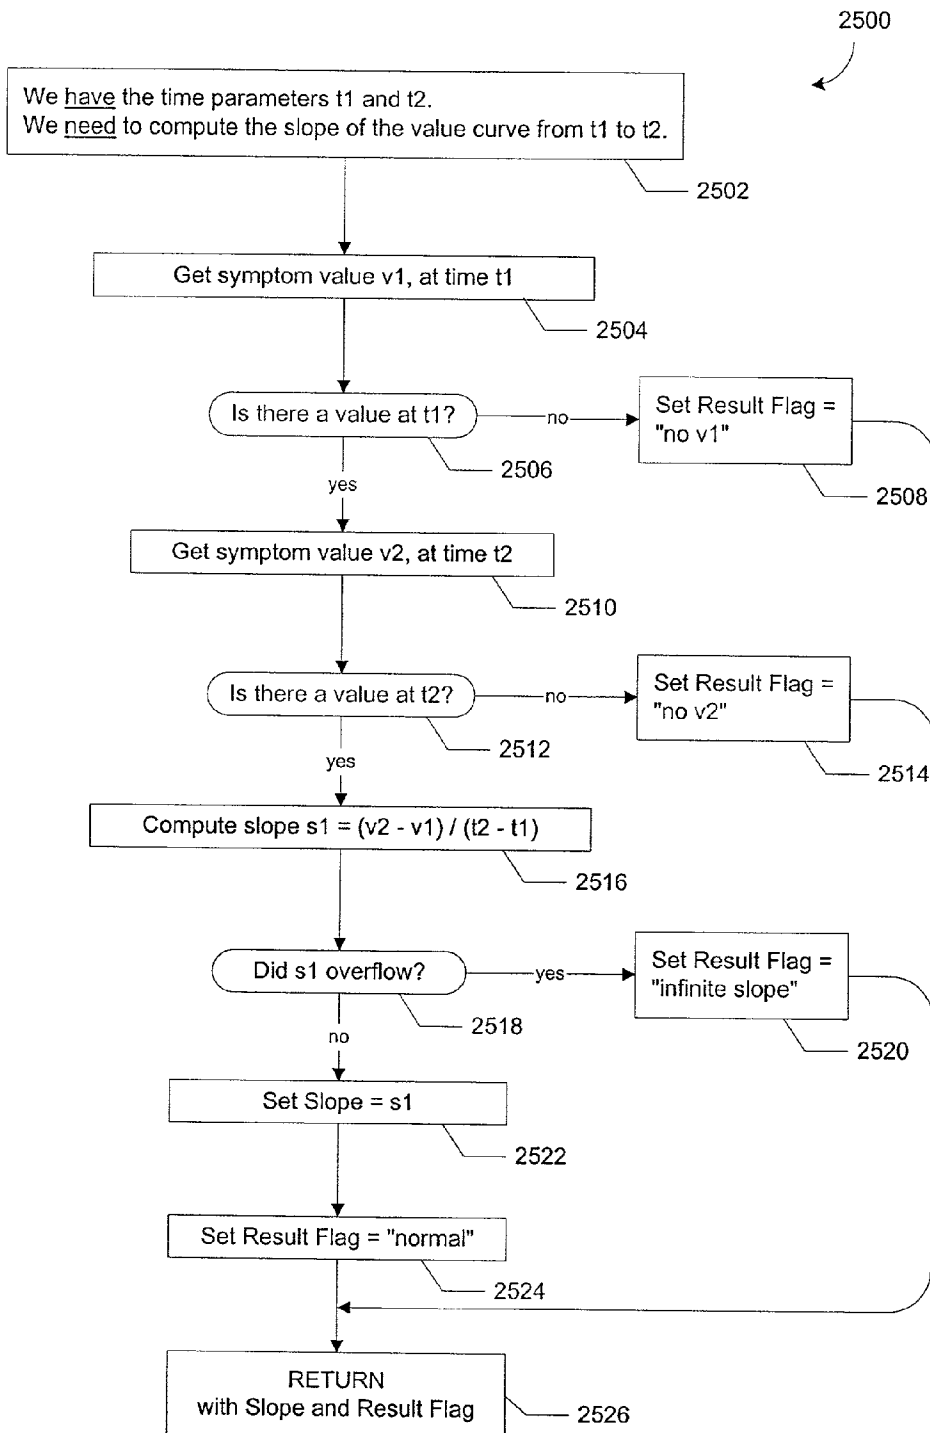 2500
We have the time parameters t1 and t2.
We need to compute the slope of the value curve from t1 to t2.
2502
Get symptom value v1, at time t1
2504
Is there a value at t1?
no
Set Result Flag =
"no v1"
2506
2508
yes
Get symptom value v2, at time t2
2510
Is there a value at t2?
no
Set Result Flag =
"no v2"
2512
2514
yes
Compute slope s1 = (v2 - v1) / (t2 - t1)
2516
Did s1 overflow?
yes
Set Result Flag =
"infinite slope"
2518
2520
no
Set Slope = s1
2522
Set Result Flag = "normal"
2524
RETURN
with Slope and Result Flag
2526